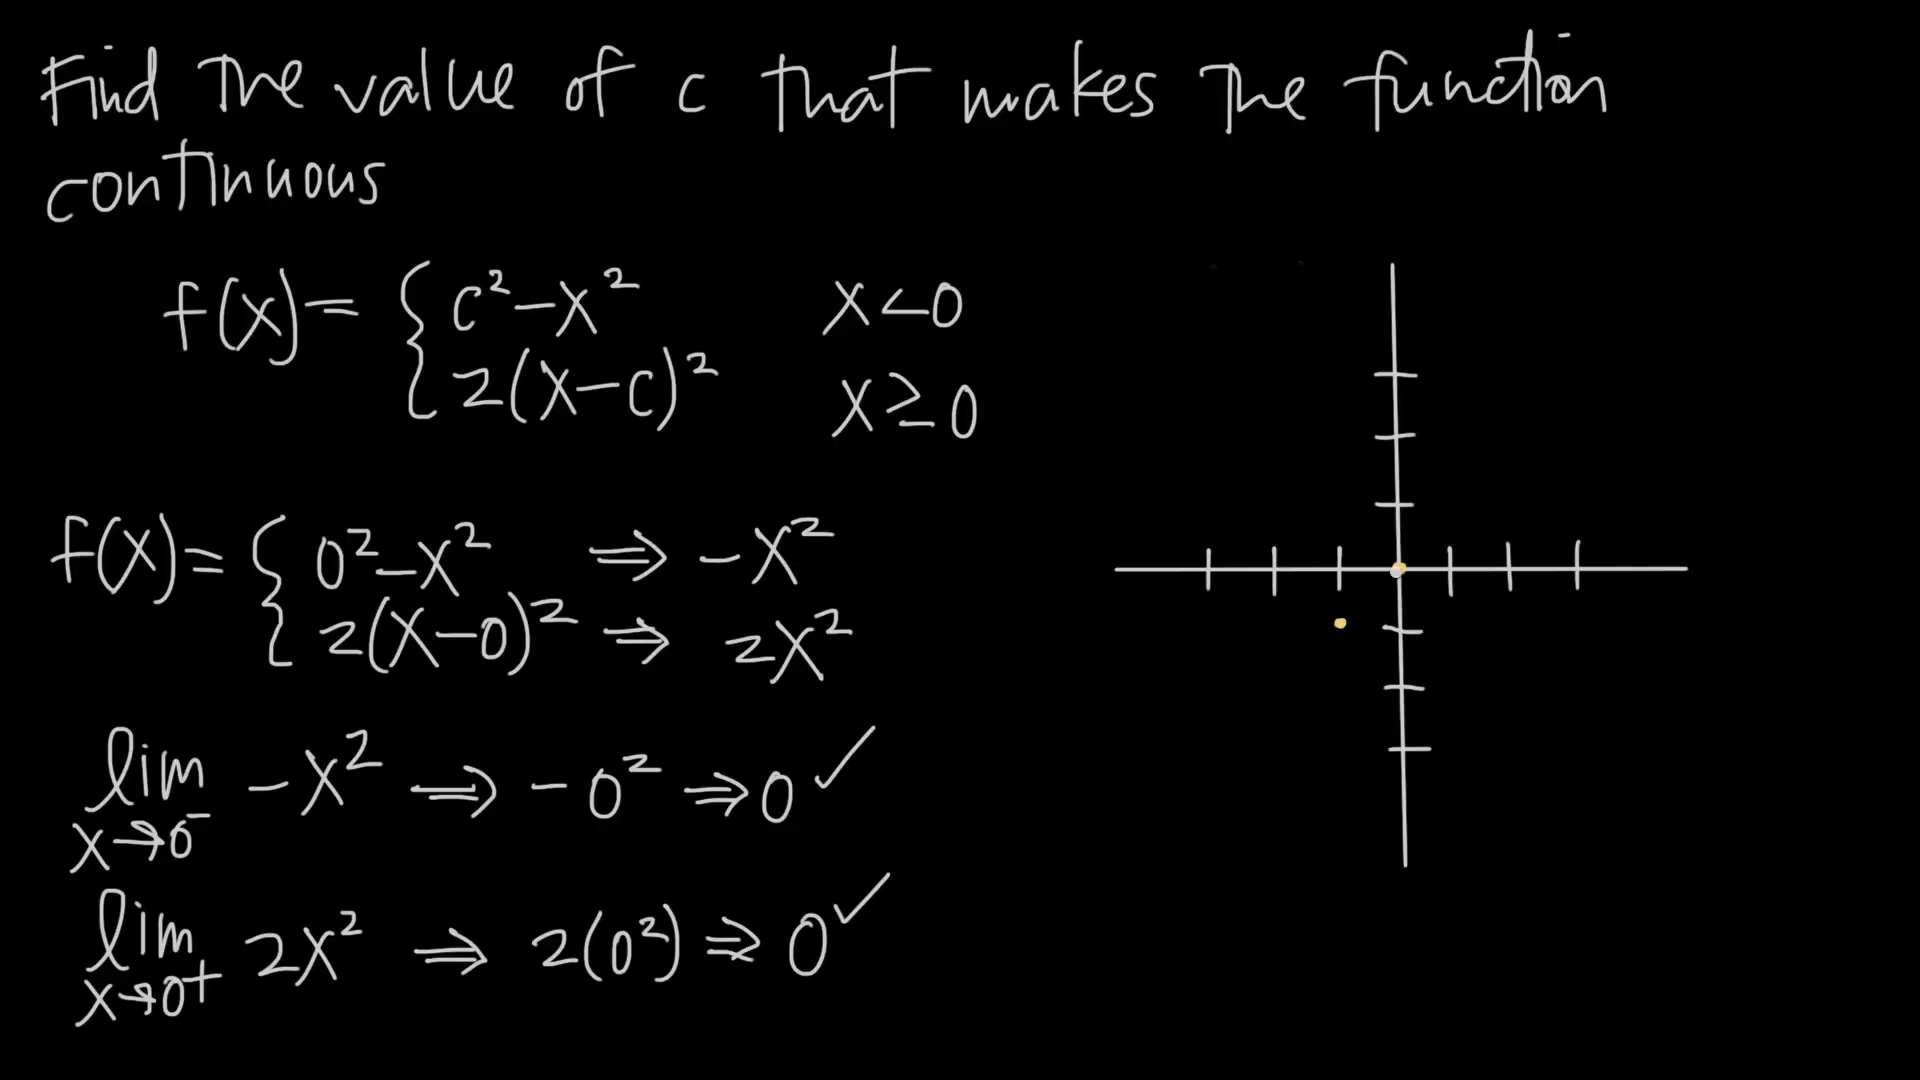 Find the value of c that makes the function
continuous
f(x) = { c² - x²    x < 0
2(x - c)²    x ≥ 0
f(x) = { 0² - x² ⇒ -x²
2(x - 0)² ⇒ 2x²
lim x→0⁻ -x² ⇒ -0² ⇒ 0 ✓
lim x→0⁺ 2x² ⇒ 2(0²) ⇒ 0 ✓